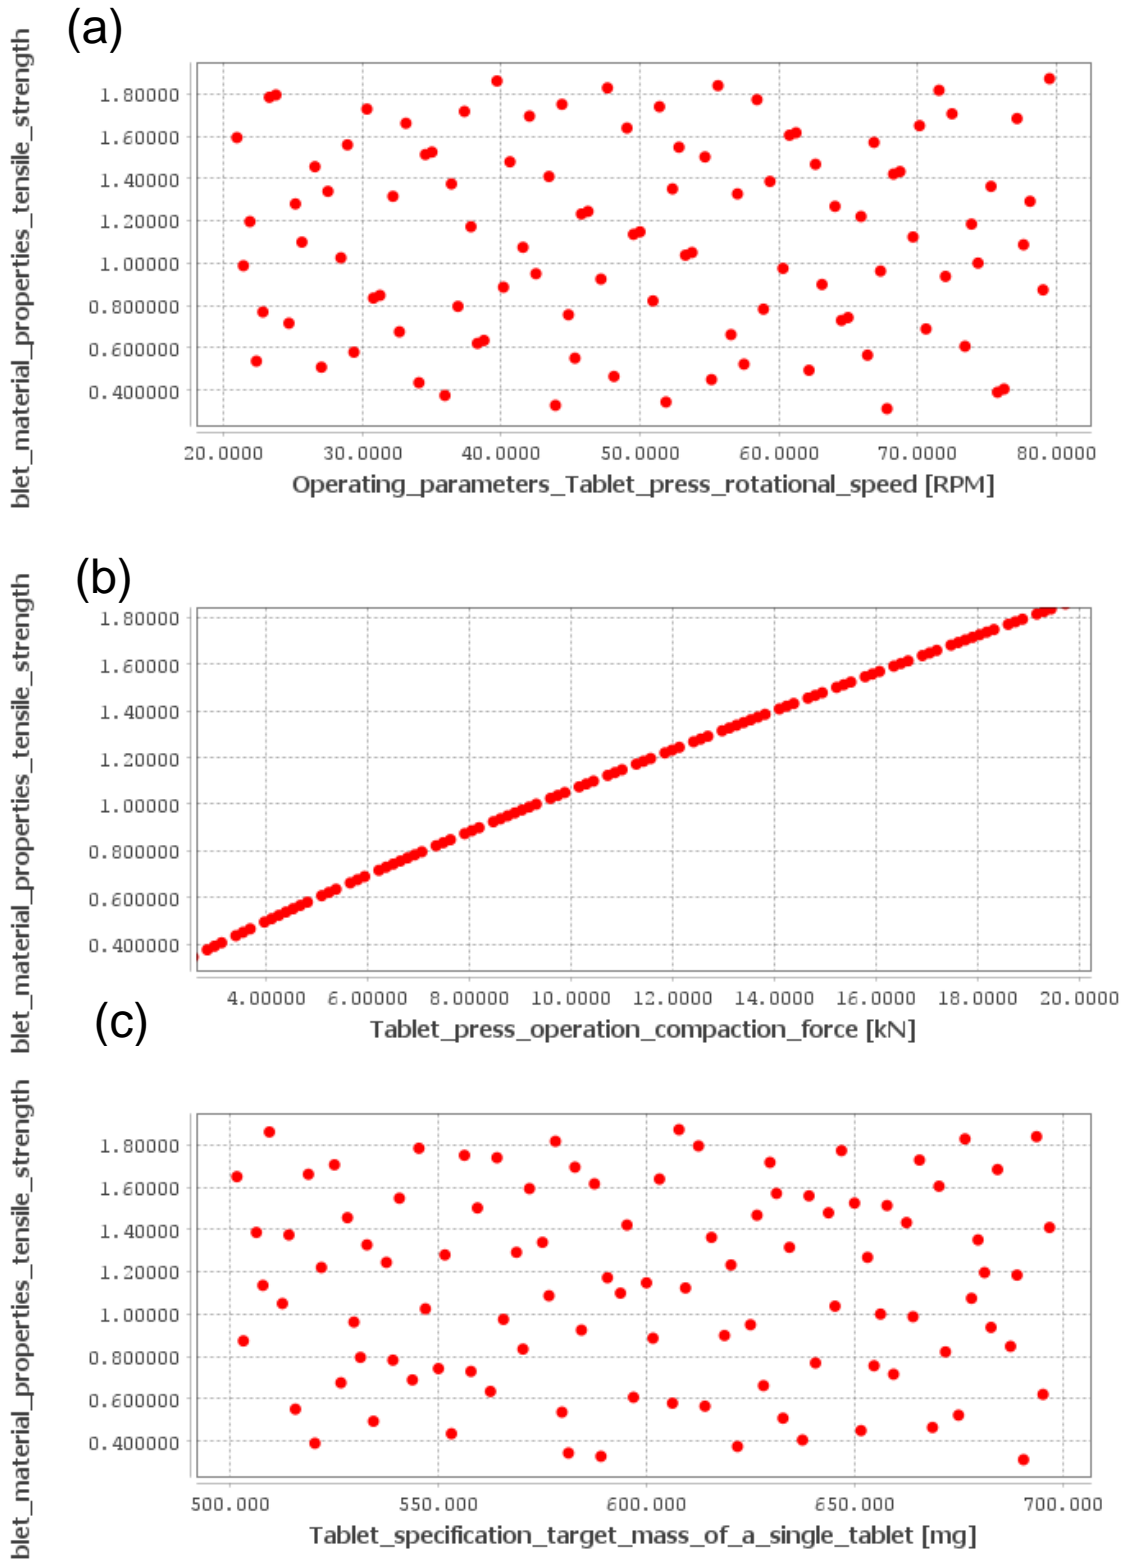 (a)
blet_material_properties_tensile_strength
1.80000
1.60000
1.40000
1.20000
1.00000
0.800000
0.600000
0.400000
20.0000 30.0000 40.0000 50.0000 60.0000 70.0000 80.0000
Operating_parameters_Tablet_press_rotational_speed [RPM]
(b)
blet_material_properties_tensile_strength
1.80000
1.60000
1.40000
1.20000
1.00000
0.800000
0.600000
0.400000
4.00000 6.00000 8.00000 10.0000 12.0000 14.0000 16.0000 18.0000 20.0000
Tablet_press_operation_compaction_force [kN]
(c)
blet_material_properties_tensile_strength
1.80000
1.60000
1.40000
1.20000
1.00000
0.800000
0.600000
0.400000
500.000 550.000 600.000 650.000 700.000
Tablet_specification_target_mass_of_a_single_tablet [mg]